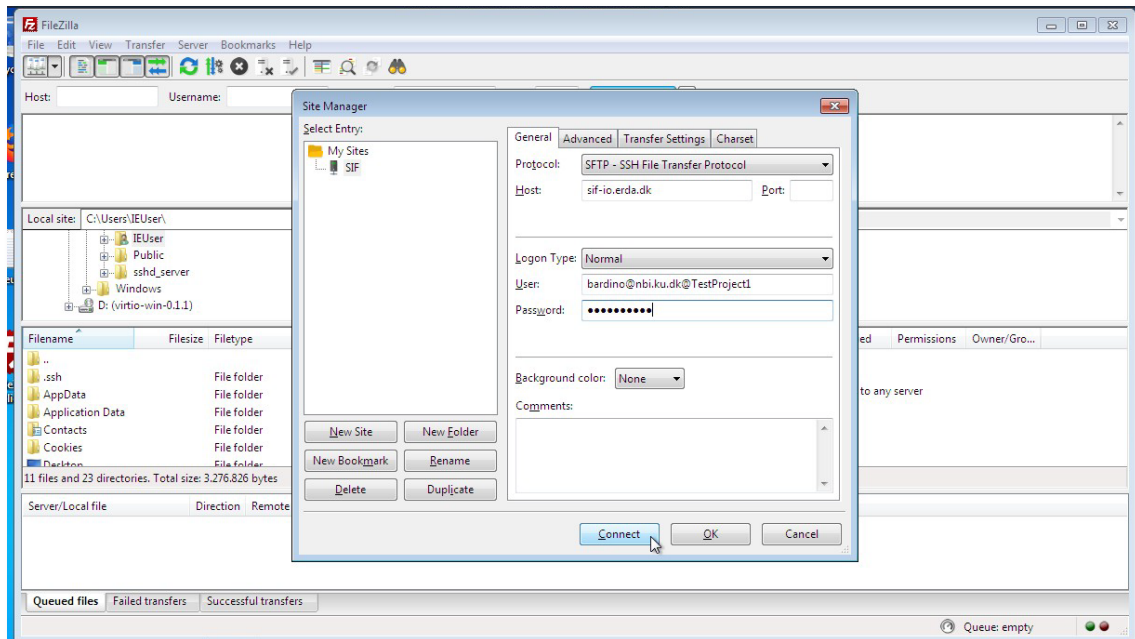 FileZilla
File Edit View Transfer Server Bookmarks Help
Host: Username:
Site Manager
Select Entry:
My Sites
SIF
New Site New Folder
New Bookmark Rename
Delete Duplicate
General Advanced Transfer Settings Charset
Protocol: SFTP - SSH File Transfer Protocol
Host: sif-io.erda.dk Port:
Logon Type: Normal
User: bardino@nbi.ku.dk@TestProject1
Password: ••••••••••
Background color: None
Comments:
Connect OK Cancel
Local site: C:\Users\IEUser\
IEUser
Public
sshd_server
Windows
D: (virtio-win-0.1.1)
Filename Filesize Filetype
..
.ssh File folder
AppData File folder
Application Data File folder
Contacts File folder
Cookies File folder
Desktop File folder
11 files and 23 directories. Total size: 3.276.826 bytes
ed Permissions Owner/Gro...
to any server
Server/Local file Direction Remote
Queued files Failed transfers Successful transfers
Queue: empty